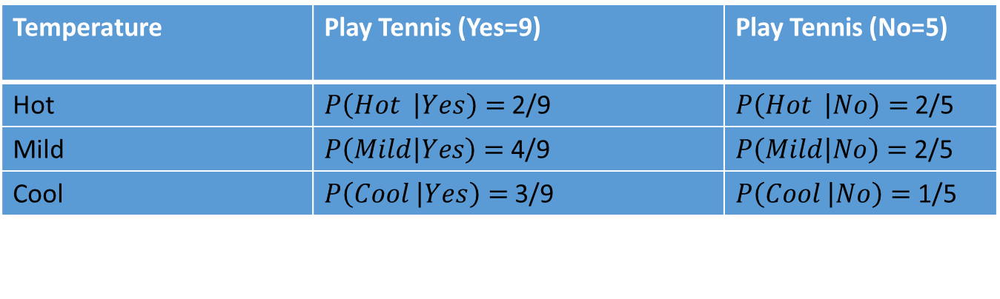 Temperature Play Tennis (Yes=9) Play Tennis (No=5)
Hot P(Hot |Yes) = 2/9 P(Hot |No) = 2/5
Mild P(Mild|Yes) = 4/9 P(Mild|No) = 2/5
Cool P(Cool |Yes) = 3/9 P(Cool |No) = 1/5